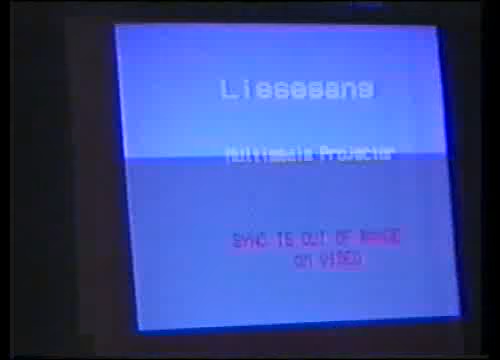 Liesegang
Multimedia Projector
SYNC IS OUT OF RANGE
ON VIDEO